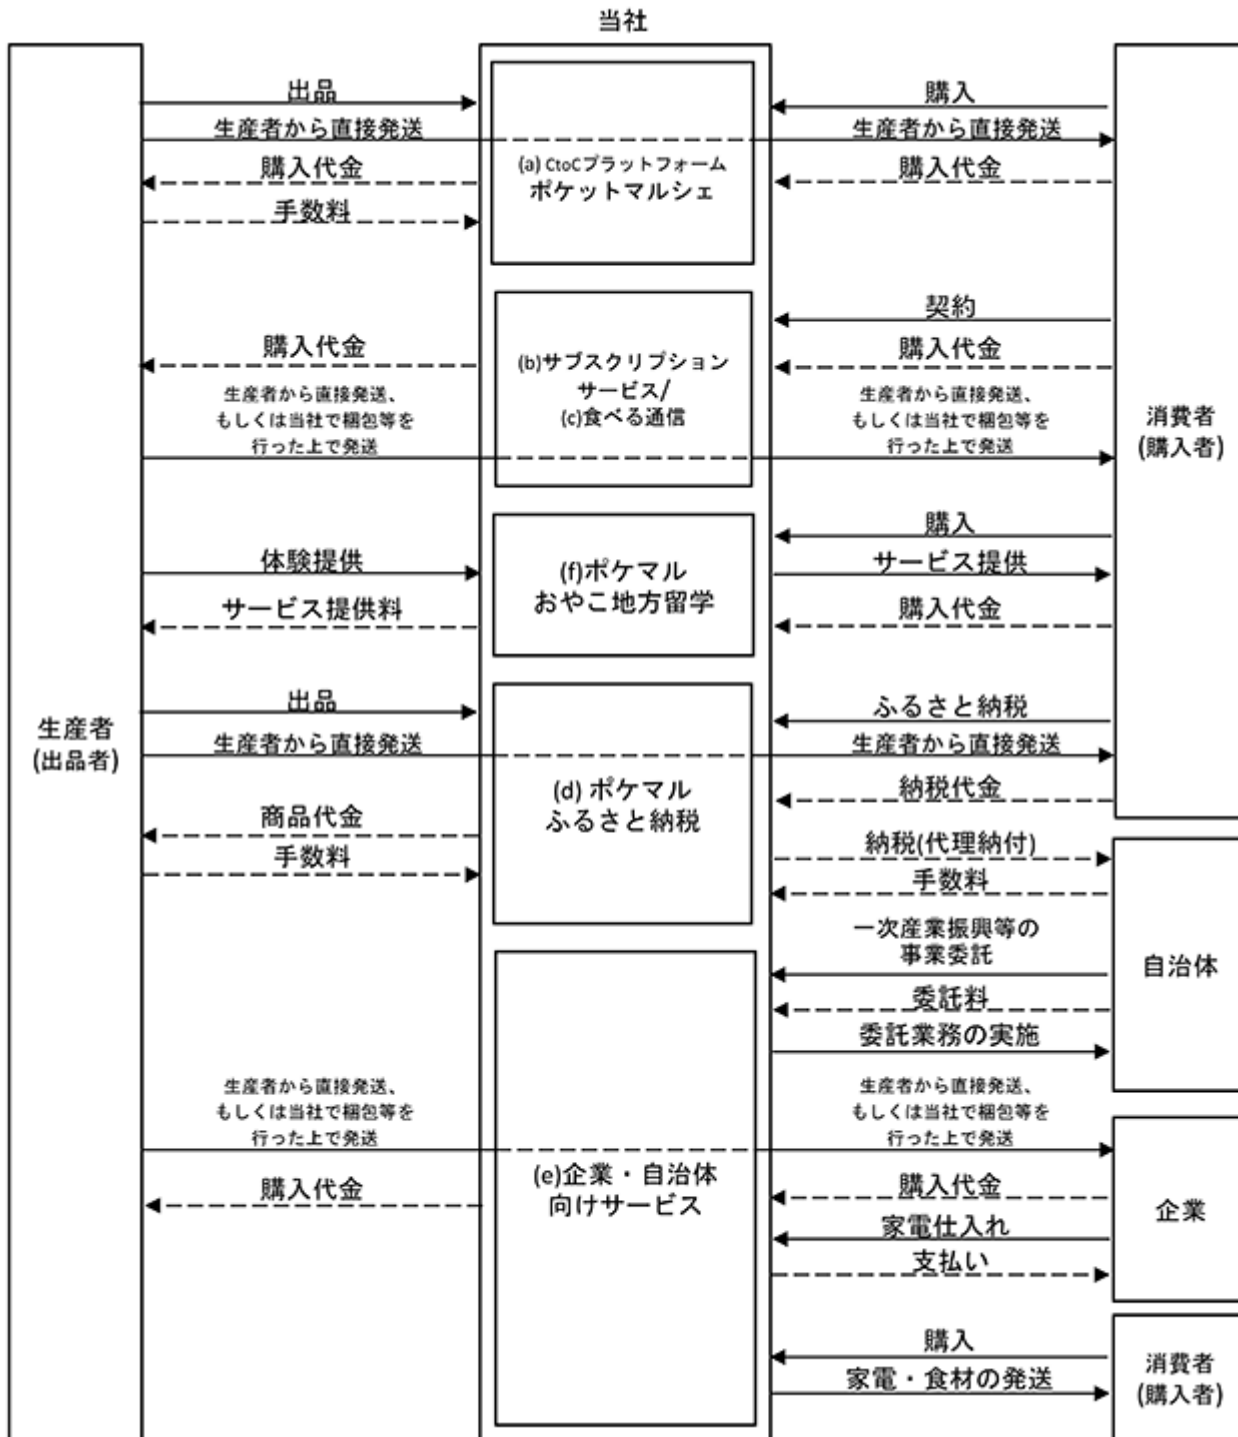 当社
出品
購入
生産者から直接発送
生産者から直接発送
(a) CtoCプラットフォーム
ポケットマルシェ
購入代金
購入代金
手数料
契約
購入代金
購入代金
(b)サブスクリプション
サービス/
(c)食べる通信
生産者から直接発送、
もしくは当社で梱包等を
行った上で発送
生産者から直接発送、
もしくは当社で梱包等を
行った上で発送
消費者
(購入者)
購入
体験提供
サービス提供
(f)ポケマル
おやこ地方留学
サービス提供料
購入代金
出品
ふるさと納税
生産者
(出品者)
生産者から直接発送
生産者から直接発送
(d) ポケマル
ふるさと納税
納税代金
商品代金
手数料
納税(代理納付)
手数料
一次産業振興等の
事業委託
自治体
委託料
委託業務の実施
生産者から直接発送、
もしくは当社で梱包等を
行った上で発送
生産者から直接発送、
もしくは当社で梱包等を
行った上で発送
(e)企業・自治体
向けサービス
購入代金
購入代金
企業
家電仕入れ
支払い
購入
家電・食材の発送
消費者
(購入者)